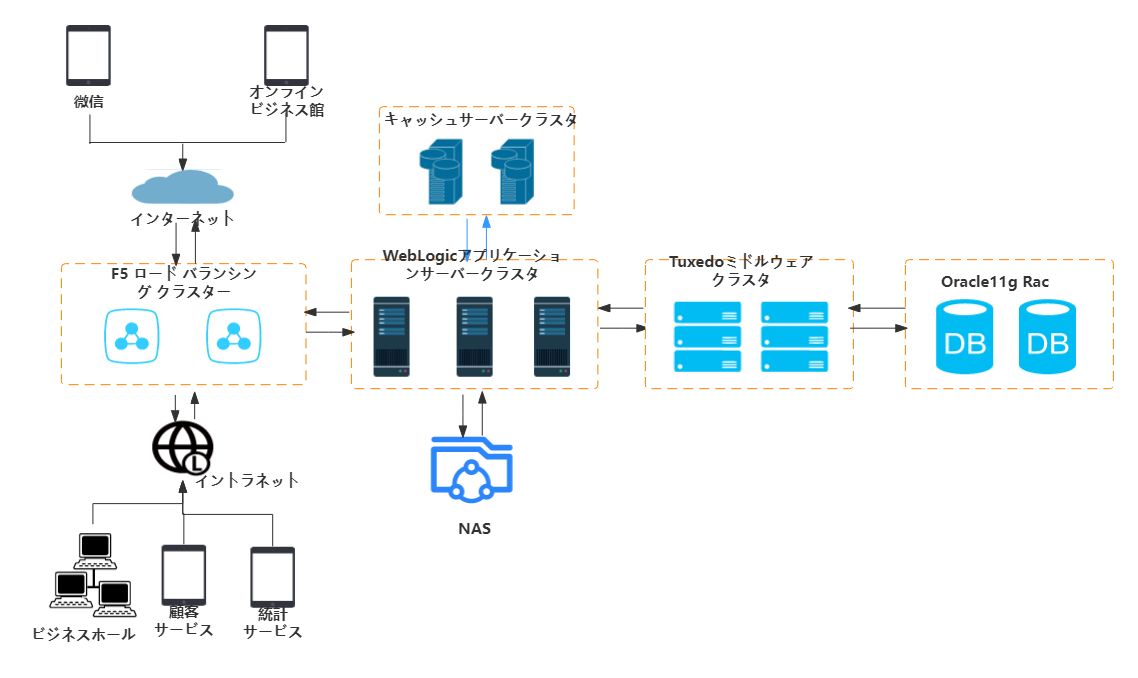 微信
オンライン
ビジネス館
キャッシュサーバークラスタ
インターネット
F5 ロード バランシン
グ クラスター
WebLogicアプリケーショ
ンサーバークラスタ
Tuxedoミドルウェア
クラスタ
Oracle11g Rac
DB
DB
L
イントラネット
NAS
ビジネスホール
顧客
サービス
統計
サービス